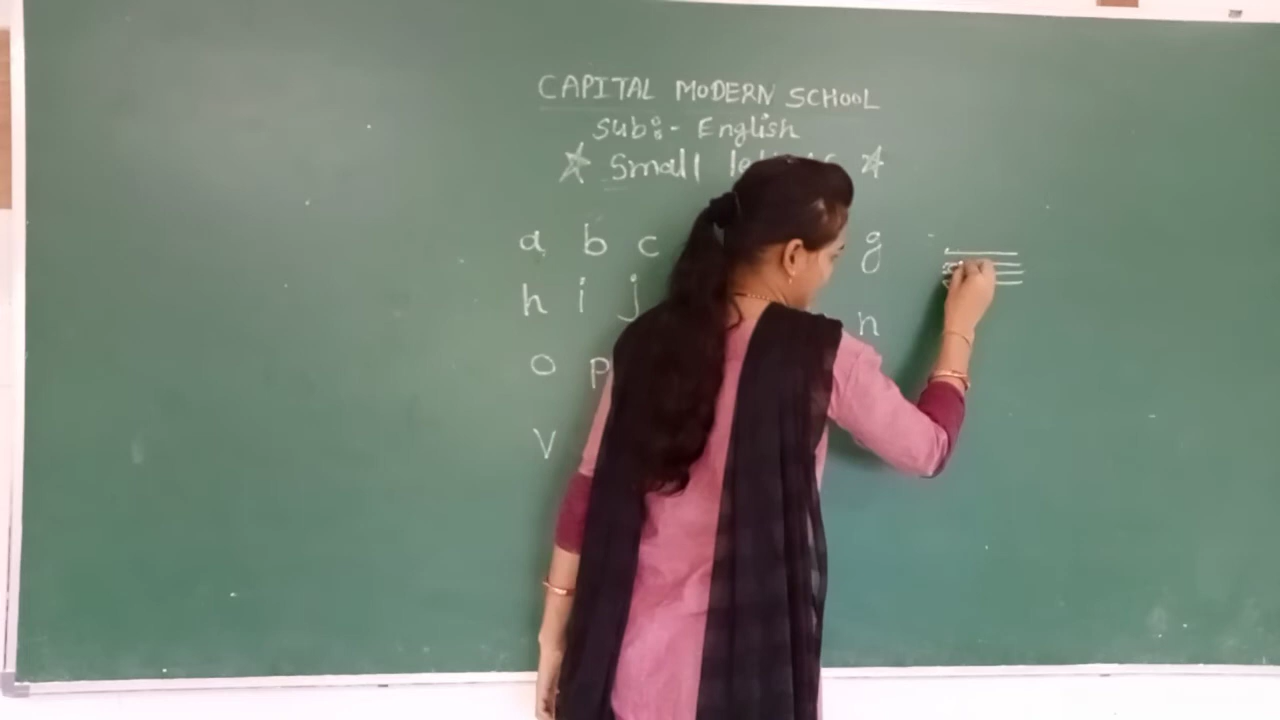 CAPITAL MODERN SCHOOL
Sub:- English
☆ Small ☆
a b c g
h i j n
o p
v